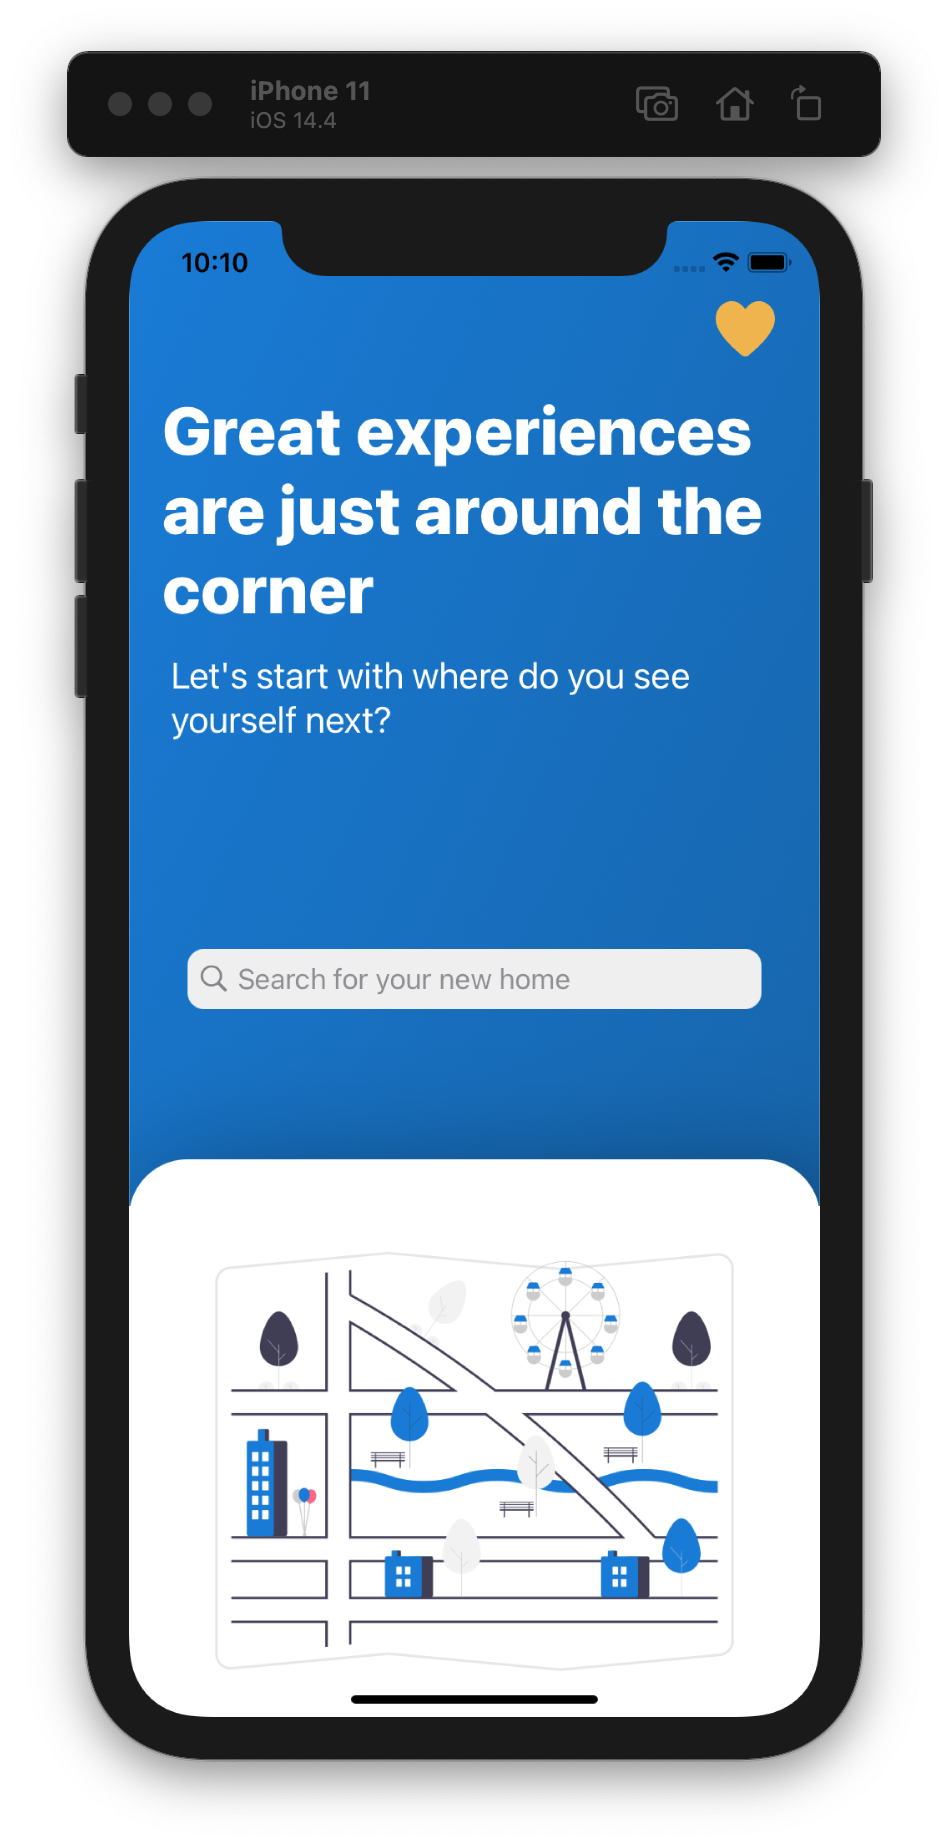 iPhone 11
iOS 14.4
10:10
Great experiences
are just around the
corner
Let's start with where do you see
yourself next?
Search for your new home